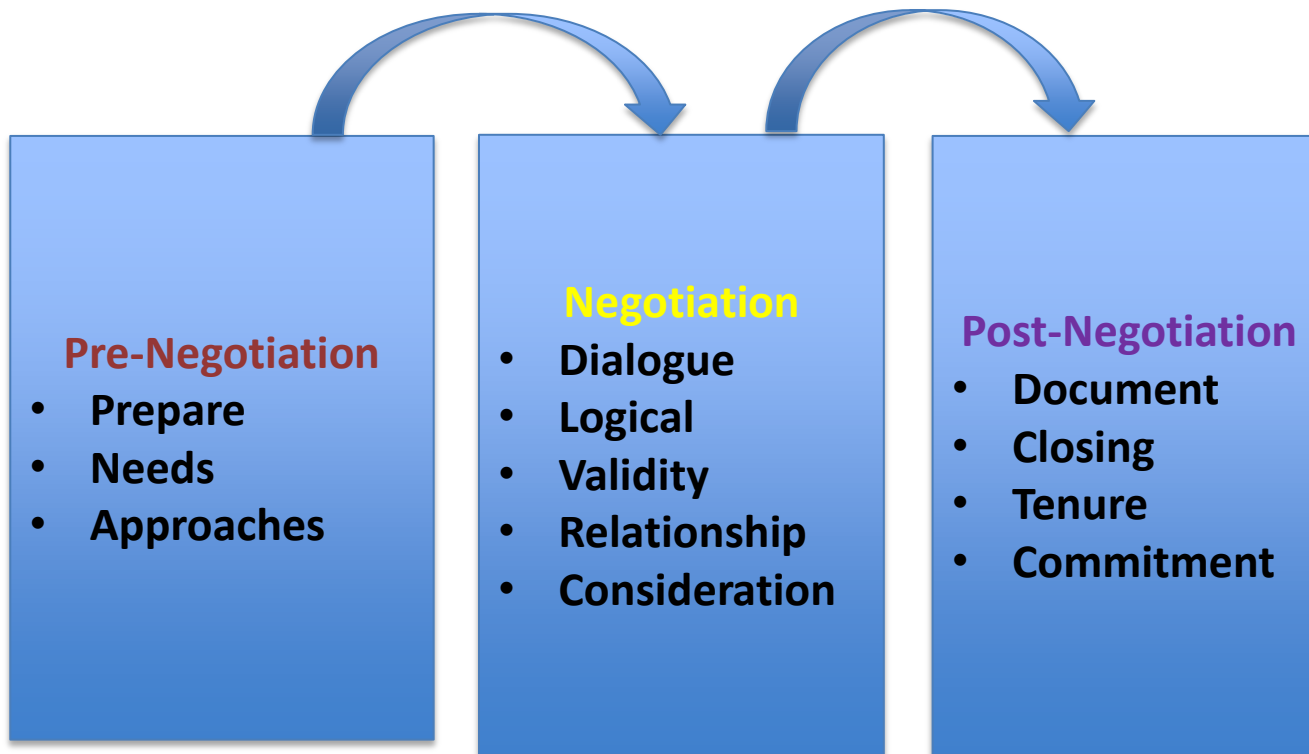 Pre-Negotiation
• Prepare
• Needs
• Approaches
Negotiation
• Dialogue
• Logical
• Validity
• Relationship
• Consideration
Post-Negotiation
• Document
• Closing
• Tenure
• Commitment